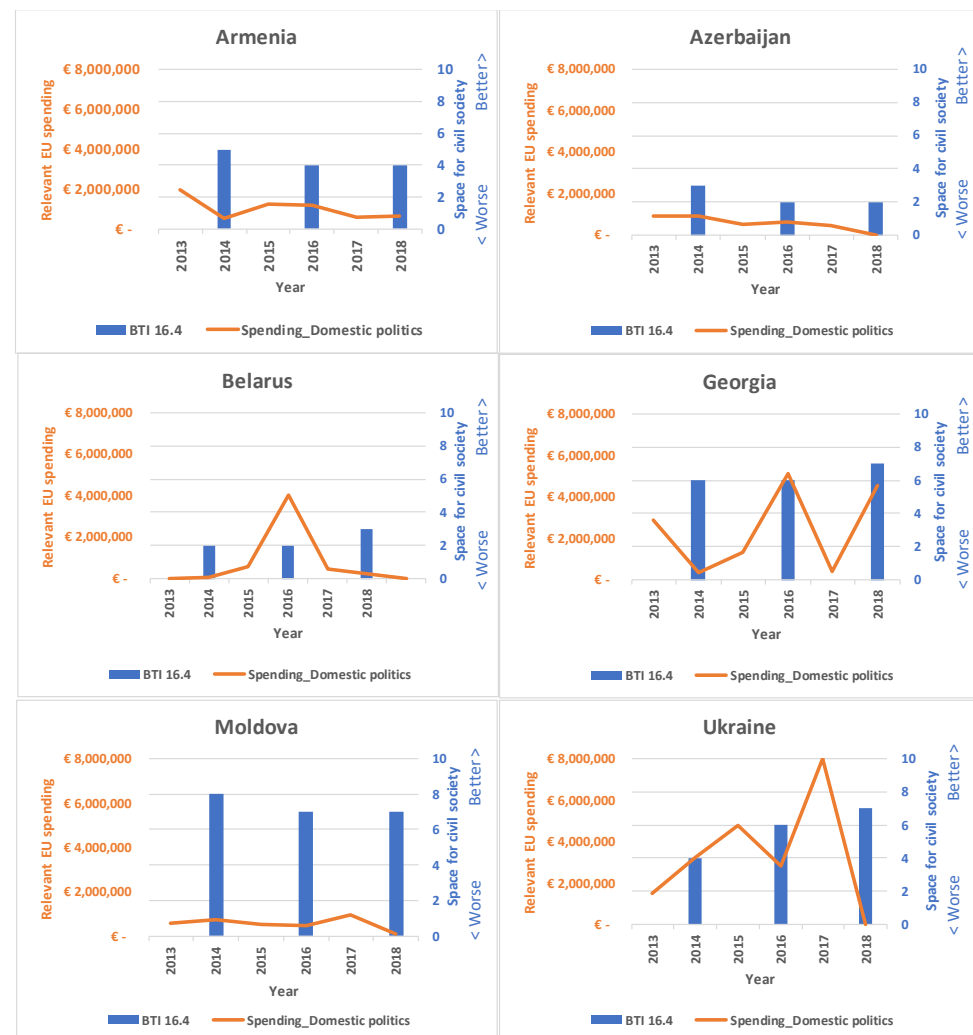 Armenia
€ 8,000,000
€ 6,000,000
€ 4,000,000
€ 2,000,000
€ -
Relevant EU spending
10
8
6
4
2
0
Space for civil society
< Worse Better >
2013 2014 2015 2016 2017 2018
Year
BTI 16.4 Spending_Domestic politics
Azerbaijan
€ 8,000,000
€ 6,000,000
€ 4,000,000
€ 2,000,000
€ -
Relevant EU spending
10
8
6
4
2
0
Space for civil society
< Worse Better >
2013 2014 2015 2016 2017 2018
Year
BTI 16.4 Spending_Domestic politics
Belarus
€ 8,000,000
€ 6,000,000
€ 4,000,000
€ 2,000,000
€ -
Relevant EU spending
10
8
6
4
2
0
Space for civil society
< Worse Better >
2013 2014 2015 2016 2017 2018
Year
BTI 16.4 Spending_Domestic politics
Georgia
€ 8,000,000
€ 6,000,000
€ 4,000,000
€ 2,000,000
€ -
Relevant EU spending
10
8
6
4
2
0
Space for civil society
< Worse Better >
2013 2014 2015 2016 2017 2018
Year
BTI 16.4 Spending_Domestic politics
Moldova
€ 8,000,000
€ 6,000,000
€ 4,000,000
€ 2,000,000
€ -
Relevant EU spending
10
8
6
4
2
0
Space for civil society
< Worse Better >
2013 2014 2015 2016 2017 2018
Year
BTI 16.4 Spending_Domestic politics
Ukraine
€ 8,000,000
€ 6,000,000
€ 4,000,000
€ 2,000,000
€ -
Relevant EU spending
10
8
6
4
2
0
Space for civil society
< Worse Better >
2013 2014 2015 2016 2017 2018
Year
BTI 16.4 Spending_Domestic politics